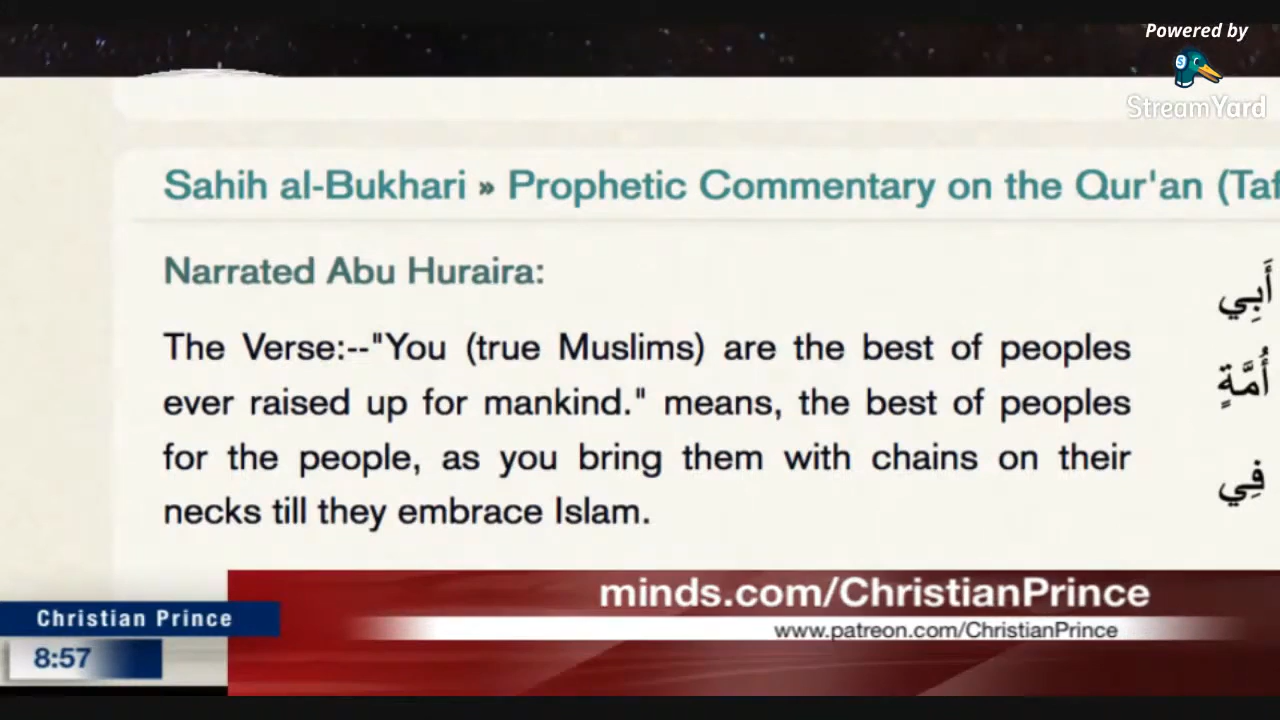 Powered by
StreamYard
Sahih al-Bukhari » Prophetic Commentary on the Qur'an (Taf
Narrated Abu Huraira:
أَبِي
The Verse:--"You (true Muslims) are the best of peoples
أُمَّةٍ
ever raised up for mankind." means, the best of peoples
for the people, as you bring them with chains on their
فِي
necks till they embrace Islam.
minds.com/ChristianPrince
Christian Prince
www.patreon.com/ChristianPrince
8:57